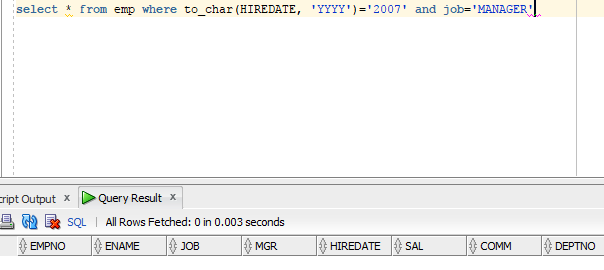 select * from emp where to_char(HIREDATE, 'YYYY')='2007' and job='MANAGER'
cript Output x Query Result x
SQL | All Rows Fetched: 0 in 0.003 seconds
EMPNO ENAME JOB MGR HIREDATE SAL COMM DEPTNO